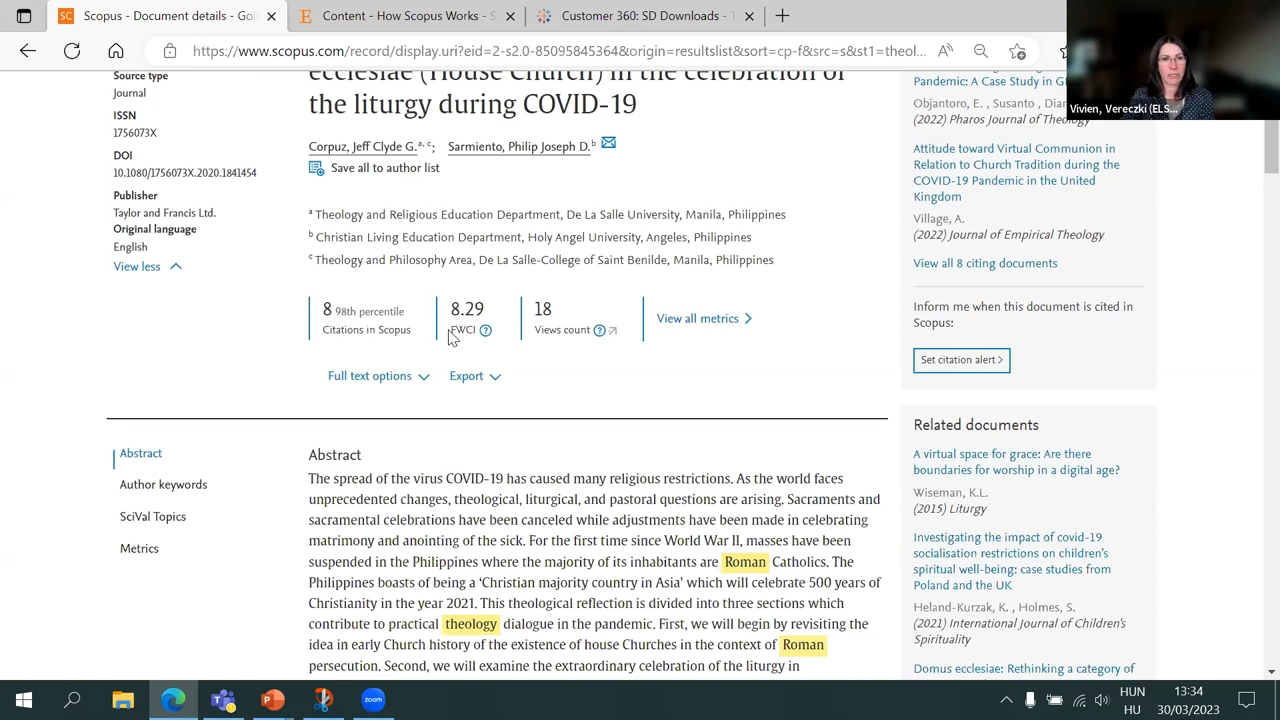 Scopus - Document details - Goi
Content - How Scopus Works - S
Customer 360: SD Downloads - T
https://www.scopus.com/record/display.uri?eid=2-s2.0-85095845364&origin=resultslist&sort=cp-f&src=s&st1=theol...
Vivien, Vereczki (ELS...
Source type
Journal
ISSN
1756073X
DOI
10.1080/1756073X.2020.1841454
Publisher
Taylor and Francis Ltd.
Original language
English
View less
ecclesiae (House Church) in the celebration of
the liturgy during COVID-19
Corpuz, Jeff Clyde G.a, c; Sarmiento, Philip Joseph D.b
Save all to author list
a Theology and Religious Education Department, De La Salle University, Manila, Philippines
b Christian Living Education Department, Holy Angel University, Angeles, Philippines
c Theology and Philosophy Area, De La Salle-College of Saint Benilde, Manila, Philippines
8 98th percentile
Citations in Scopus
8.29
FWCI
18
Views count
View all metrics
Full text options
Export
Abstract
Author keywords
SciVal Topics
Metrics
Abstract
The spread of the virus COVID-19 has caused many religious restrictions. As the world faces
unprecedented changes, theological, liturgical, and pastoral questions are arising. Sacraments and
sacramental celebrations have been canceled while adjustments have been made in celebrating
matrimony and anointing of the sick. For the first time since World War II, masses have been
suspended in the Philippines where the majority of its inhabitants are Roman Catholics. The
Philippines boasts of being a ‘Christian majority country in Asia’ which will celebrate 500 years of
Christianity in the year 2021. This theological reflection is divided into three sections which
contribute to practical theology dialogue in the pandemic. First, we will begin by revisiting the
idea in early Church history of the existence of house Churches in the context of Roman
persecution. Second, we will examine the extraordinary celebration of the liturgy in
Pandemic: A Case Study in G
Objantoro, E. , Susanto, Dia
(2022) Pharos Journal of Theology
Attitude toward Virtual Communion in
Relation to Church Tradition during the
COVID-19 Pandemic in the United
Kingdom
Village, A.
(2022) Journal of Empirical Theology
View all 8 citing documents
Inform me when this document is cited in
Scopus:
Set citation alert
Related documents
A virtual space for grace: Are there
boundaries for worship in a digital age?
Wiseman, K.L.
(2015) Liturgy
Investigating the impact of covid-19
socialisation restrictions on children's
spiritual well-being: case studies from
Poland and the UK
Heland-Kurzak, K. , Holmes, S.
(2021) International Journal of Children's
Spirituality
Domus ecclesiae: Rethinking a category of
HUN
HU
13:34
30/03/2023